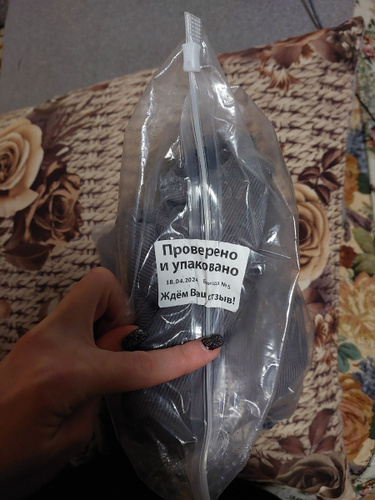 Проверено
и упаковано
18.04.2024 №5
Ждём Ваш отзыв!